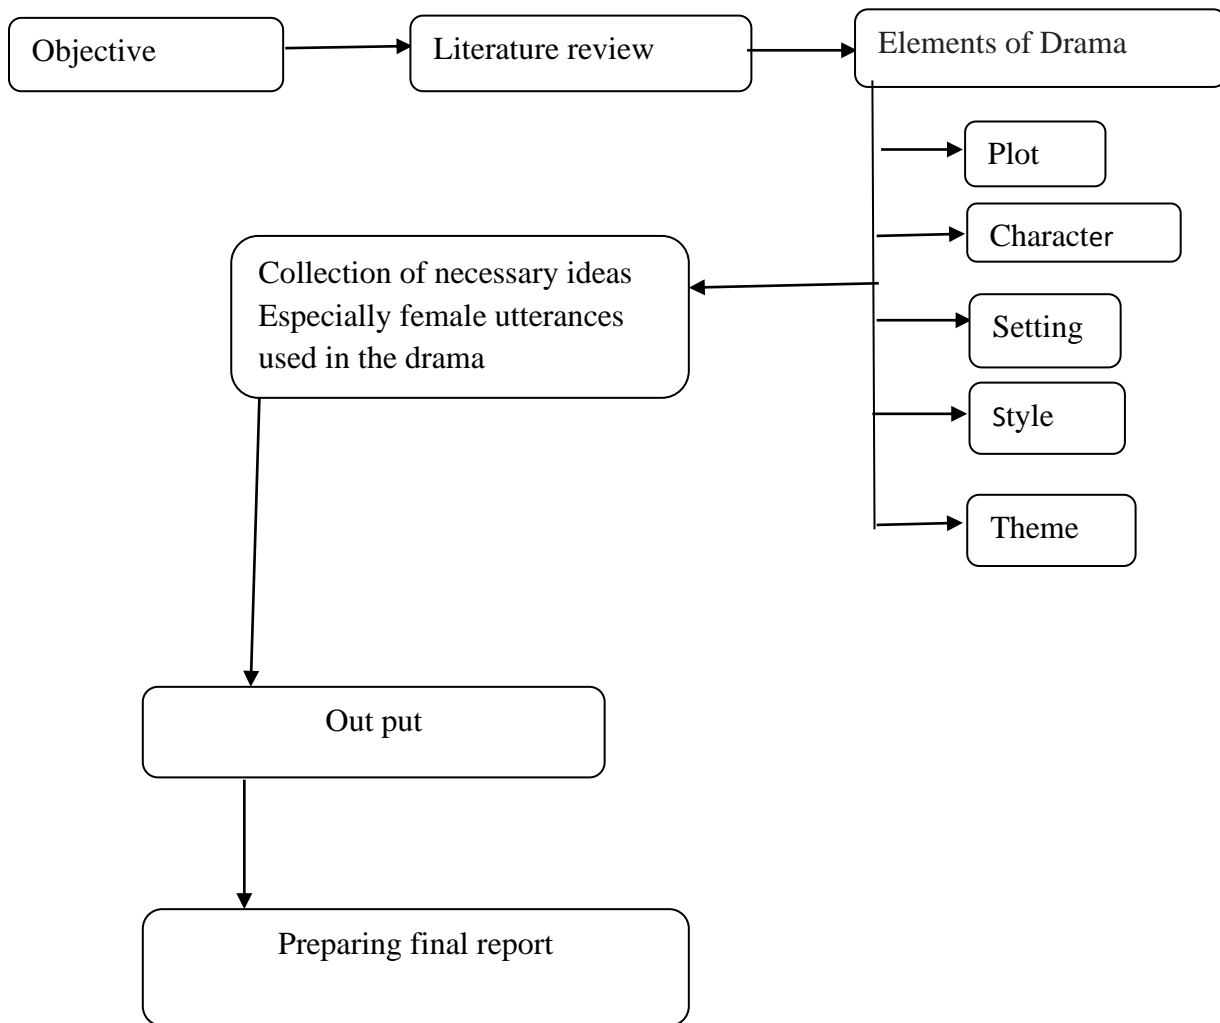 Objective
Literature review
Elements of Drama
Plot
Character
Setting
Style
Theme
Collection of necessary ideas
Especially female utterances
used in the drama
Out put
Preparing final report